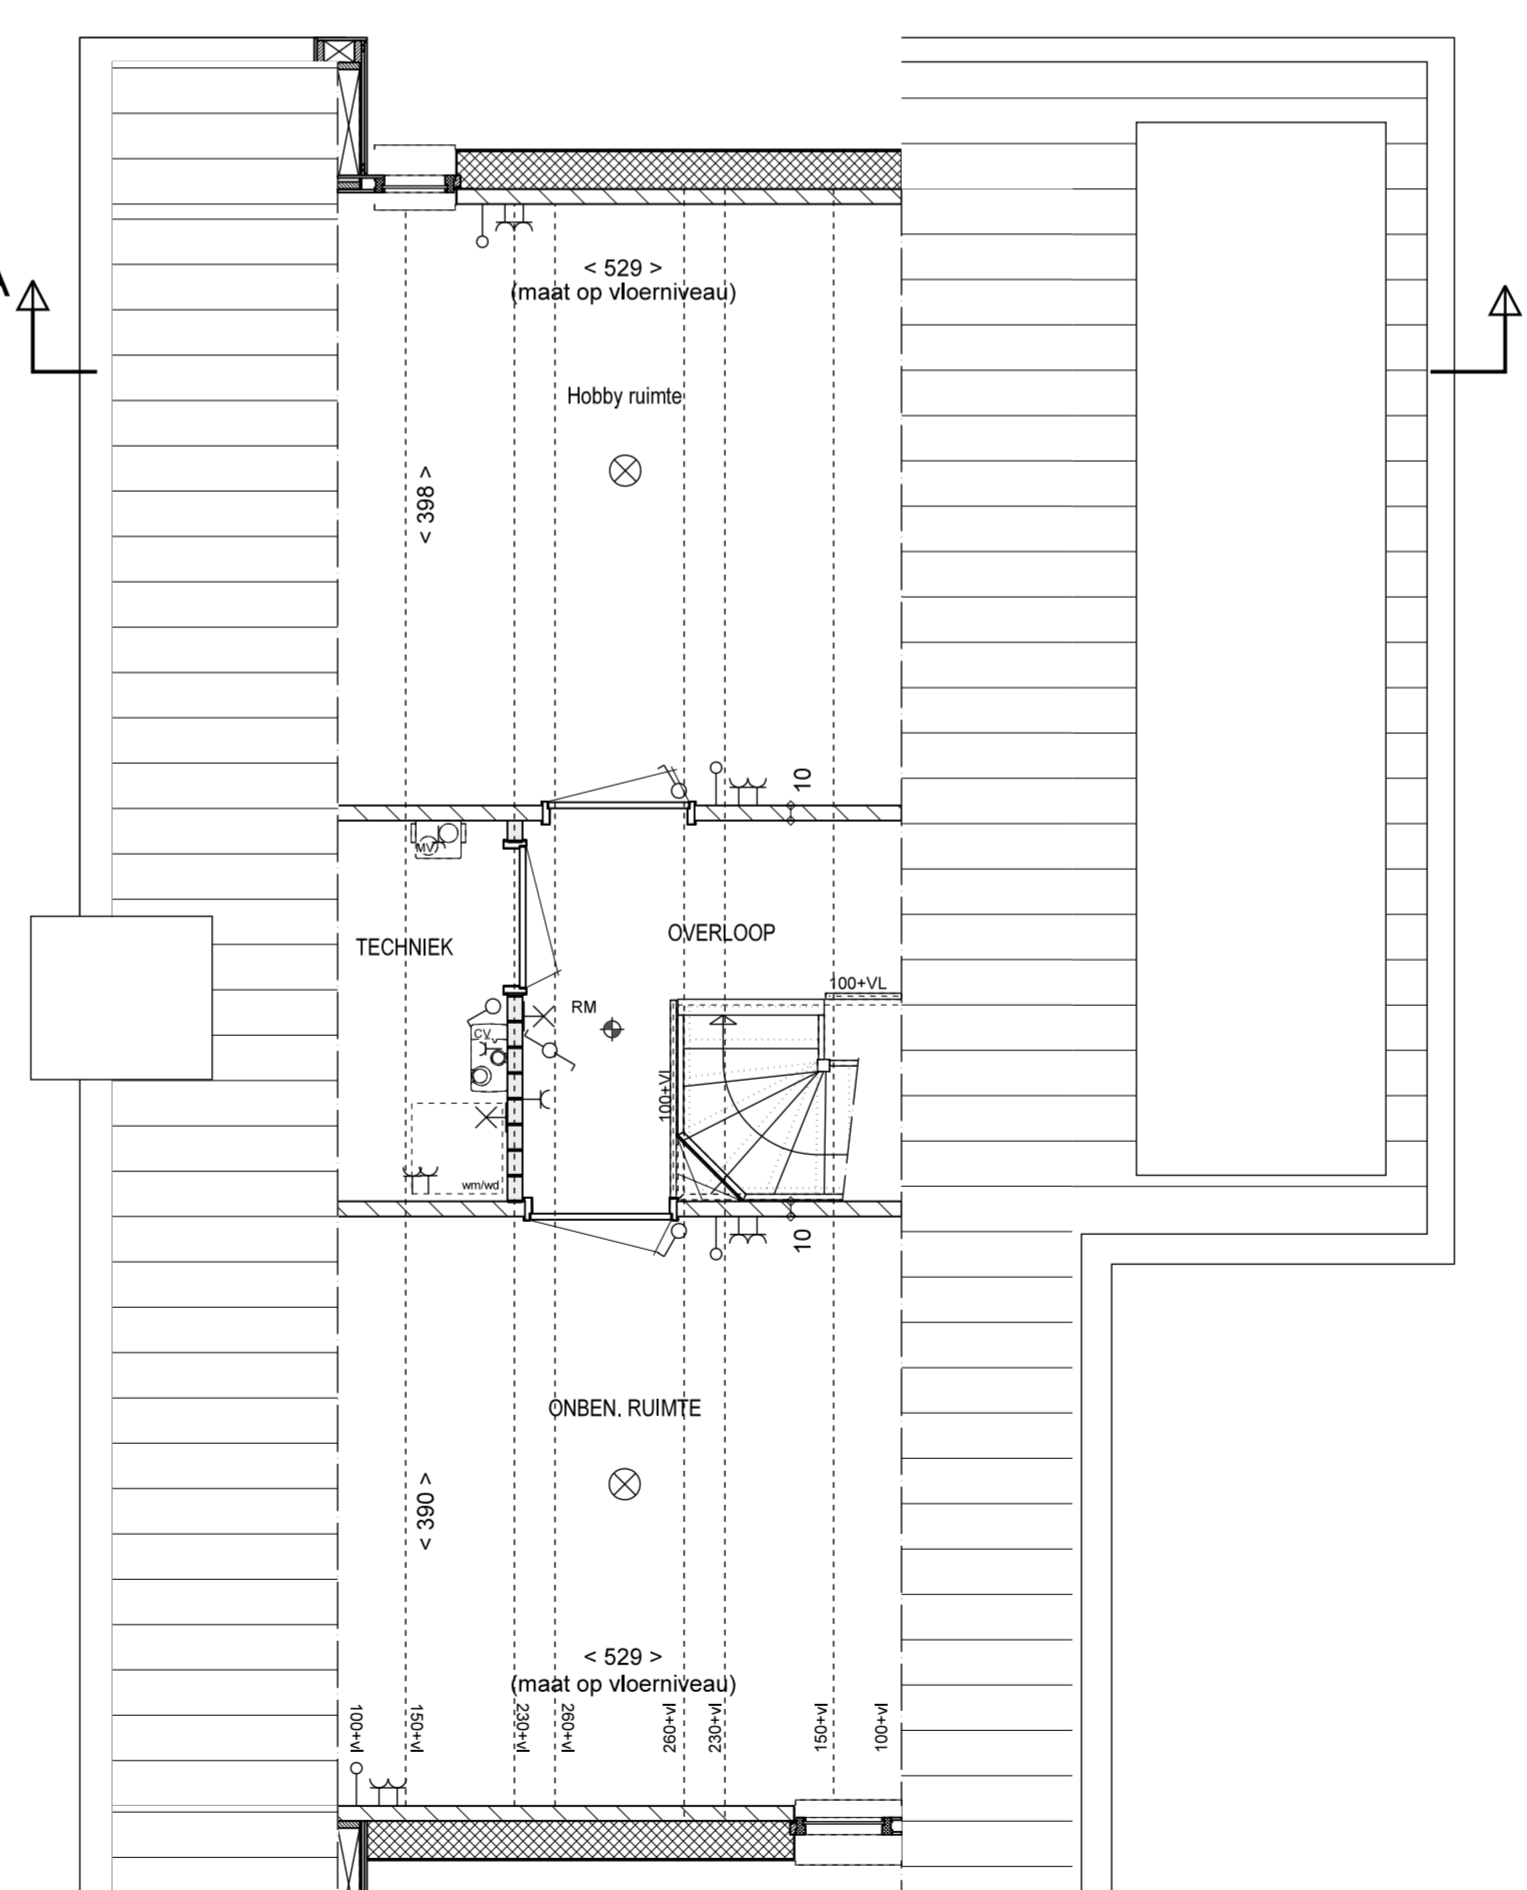 A
< 529 >
(maat op vloerniveau)
Hobby ruimte
< 398 >
10
MV
TECHNIEK
OVERLOOP
100+VL
RM
CV
100+VL
wm/wd
10
ONBEN. RUIMTE
< 390 >
< 529 >
(maat op vloerniveau)
100+vl
150+vl
230+vl
260+vl
260+vl
230+vl
150+vl
100+vl